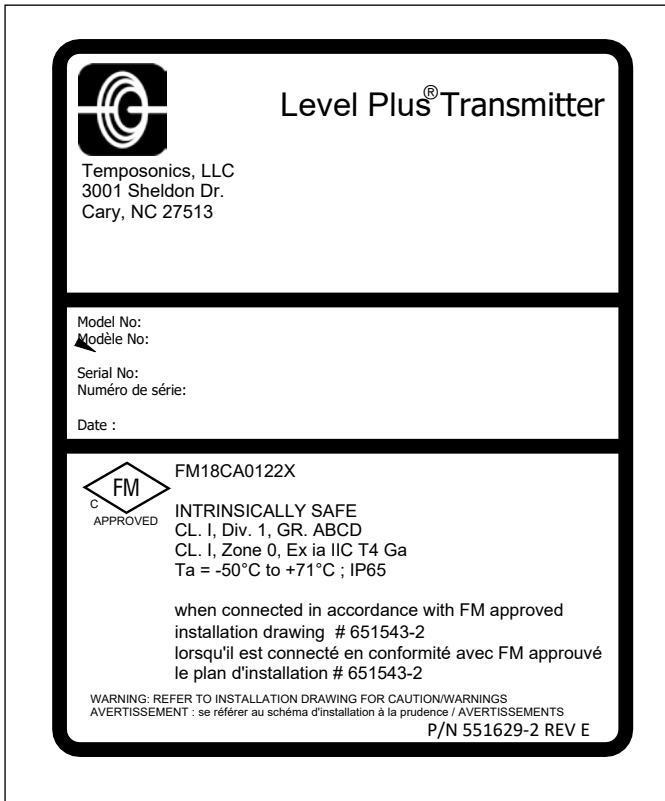 Level Plus® Transmitter
Temposonics, LLC
3001 Sheldon Dr.
Cary, NC 27513
Model No:
Modèle No:
Serial No:
Numéro de série:
Date :
FM
C
APPROVED
FM18CA0122X
INTRINSICALLY SAFE
CL. I, Div. 1, GR. ABCD
CL. I, Zone 0, Ex ia IIC T4 Ga
Ta = -50°C to +71°C ; IP65
when connected in accordance with FM approved
installation drawing # 651543-2
lorsqu'il est connecté en conformité avec FM approuvé
le plan d'installation # 651543-2
WARNING: REFER TO INSTALLATION DRAWING FOR CAUTION/WARNINGS
AVERTISSEMENT : se référer au schéma d'installation à la prudence / AVERTISSEMENTS
P/N 551629-2 REV E